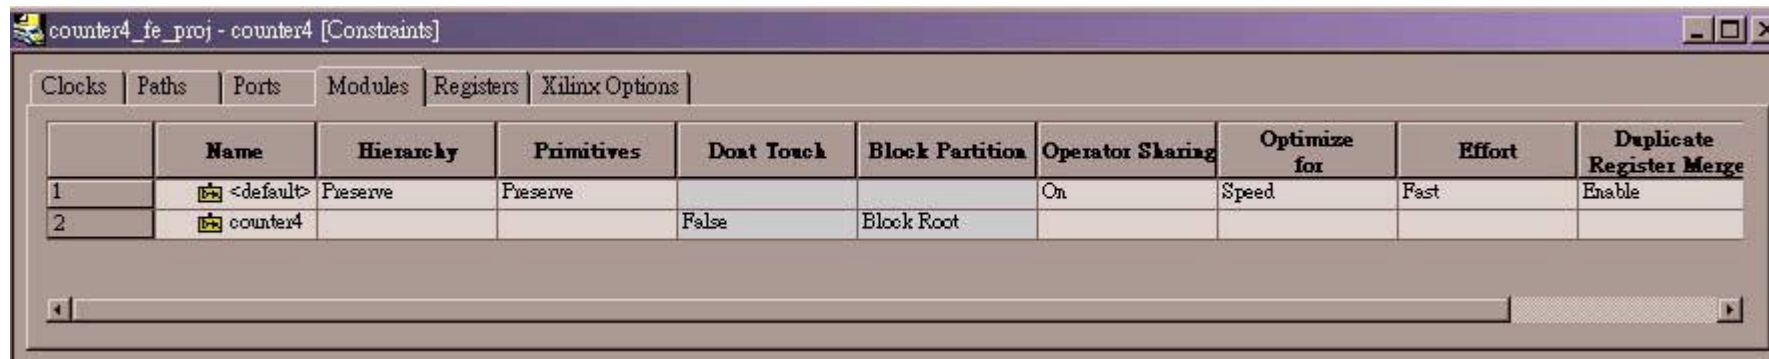 counter4_fe_proj - counter4 [Constraints]
Clocks Paths Ports Modules Registers Xilinx Options
Name Hierarchy Primitives Dont Touch Block Partition Operator Sharing Optimize for Effort Duplicate Register Merge
1 <default> Preserve Preserve On Speed Fast Enable
2 counter4 False Block Root